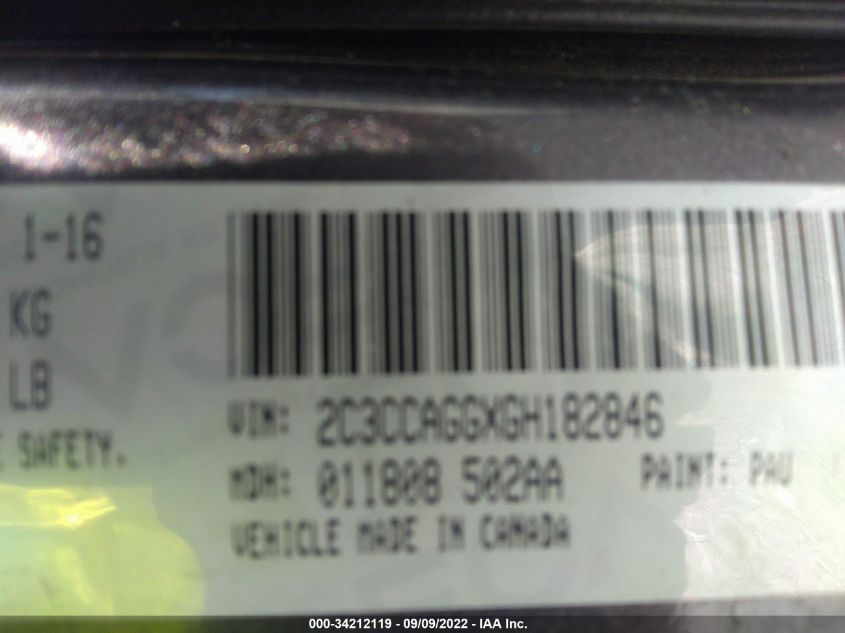 1-16
KG
LB
E SAFETY.
VIN: 2C3CCAGGXGH182846
MDH: 011808 502AA PAINT: PAU
VEHICLE MADE IN CANADA
000-34212119 - 09/09/2022 - IAA Inc.